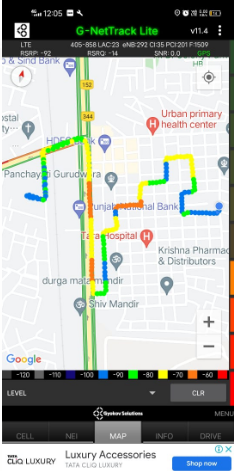 12:05
G-NetTrack Lite v11.4
LTE 405-858 LAC:23 eNB:292 CI:35 PCI:201 F:1509
RSRP: -92 RSRQ: -14 SNR: 0.0 GPS
& Sind Bank
152
344
Urban primary
health center
HDFC Bank
Panchayati Gurudwara
Punjab National Bank
Tara Hospital
Krishna Pharmac
& Distributors
durga mata mandir
Shiv Mandir
+
−
Google
-120 -110 -100 -90 -80 -70 -60
LEVEL CLR
Gyokov Solutions MENU
CELL NEI MAP INFO DRIVE
TATA CLiQ LUXURY
Luxury Accessories
TATA CLIQ LUXURY
Shop now